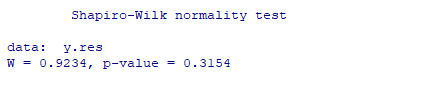 Shapiro-Wilk normality test
data:  y.res
W = 0.9234, p-value = 0.3154